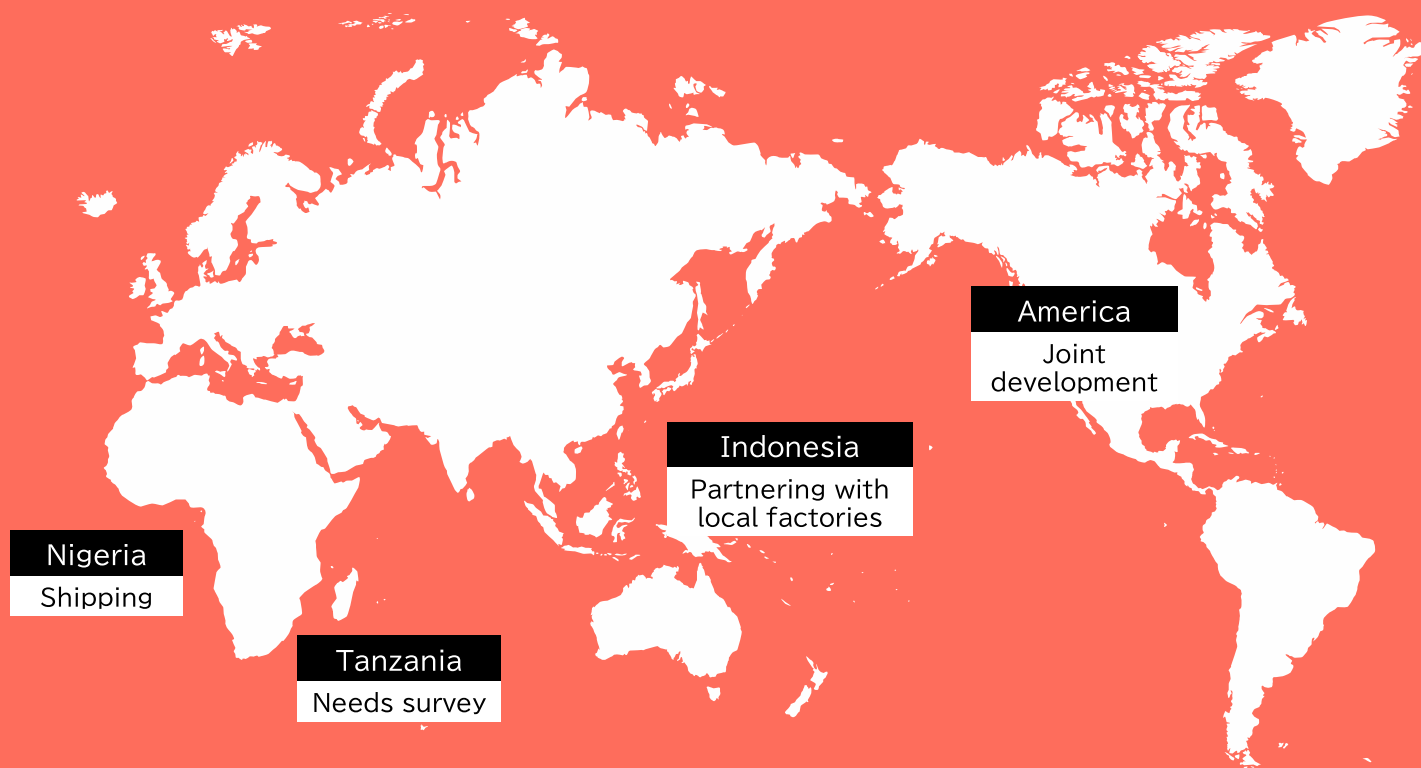 America
Joint
development
Indonesia
Partnering with
local factories
Nigeria
Shipping
Tanzania
Needs survey